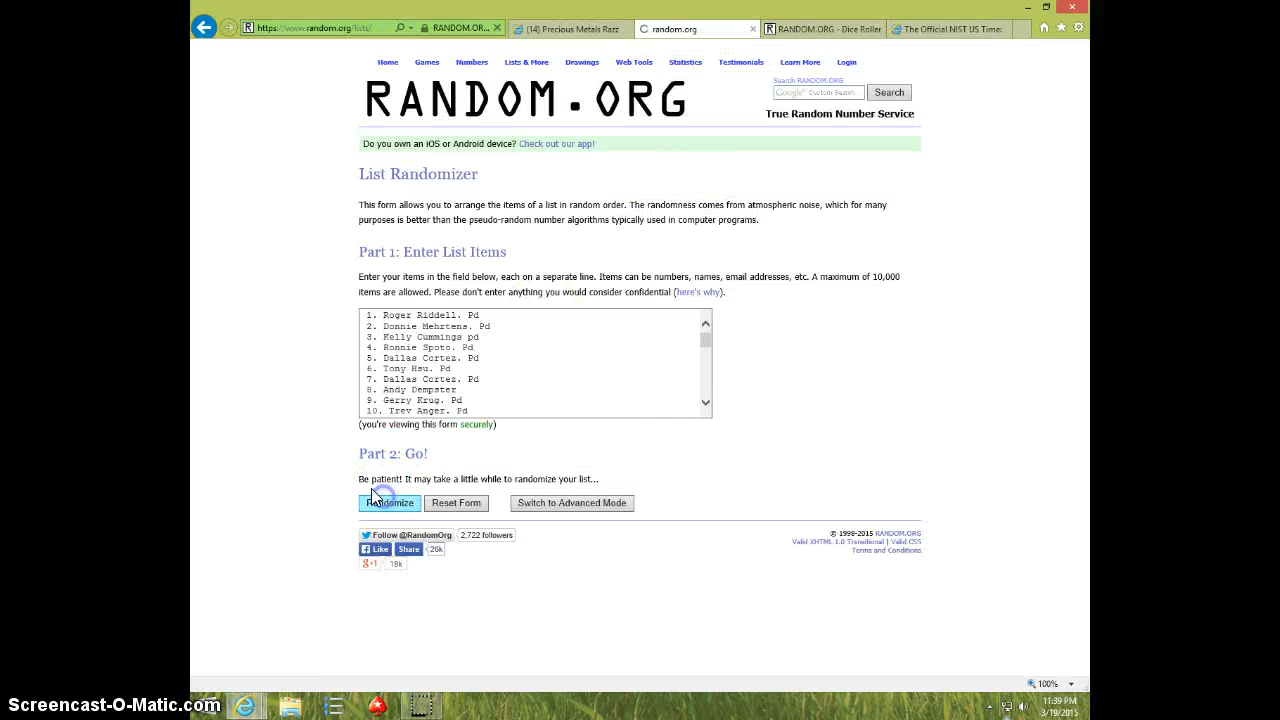 https://www.random.org/lists/
RANDOM.OR...
(14) Precious Metals Razz
random.org
RANDOM.ORG - Dice Roller
The Official NIST US Time:
Home Games Numbers Lists & More Drawings Web Tools Statistics Testimonials Learn More Login
RANDOM.ORG
Search RANDOM.ORG
Google™ Custom Search
Search
True Random Number Service
Do you own an iOS or Android device? Check out our app!
List Randomizer
This form allows you to arrange the items of a list in random order. The randomness comes from atmospheric noise, which for many
purposes is better than the pseudo-random number algorithms typically used in computer programs.
Part 1: Enter List Items
Enter your items in the field below, each on a separate line. Items can be numbers, names, email addresses, etc. A maximum of 10,000
items are allowed. Please don't enter anything you would consider confidential (here's why).
1. Roger Riddell. Pd
2. Donnie Mehrtens. Pd
3. Kelly Cummings pd
4. Ronnie Spoto. Pd
5. Dallas Cortez. Pd
6. Tony Hsu. Pd
7. Dallas Cortez. Pd
8. Andy Dempster
9. Gerry Krug. Pd
10. Trev Anger. Pd
(you're viewing this form securely)
Part 2: Go!
Be patient! It may take a little while to randomize your list...
Randomize Reset Form Switch to Advanced Mode
Follow @RandomOrg 2,722 followers
Like Share 26k
g+1 18k
© 1998-2015 RANDOM.ORG
Valid XHTML 1.0 Transitional | Valid CSS
Terms and Conditions
100%
11:39 PM
3/19/2015
Screencast-O-Matic.com